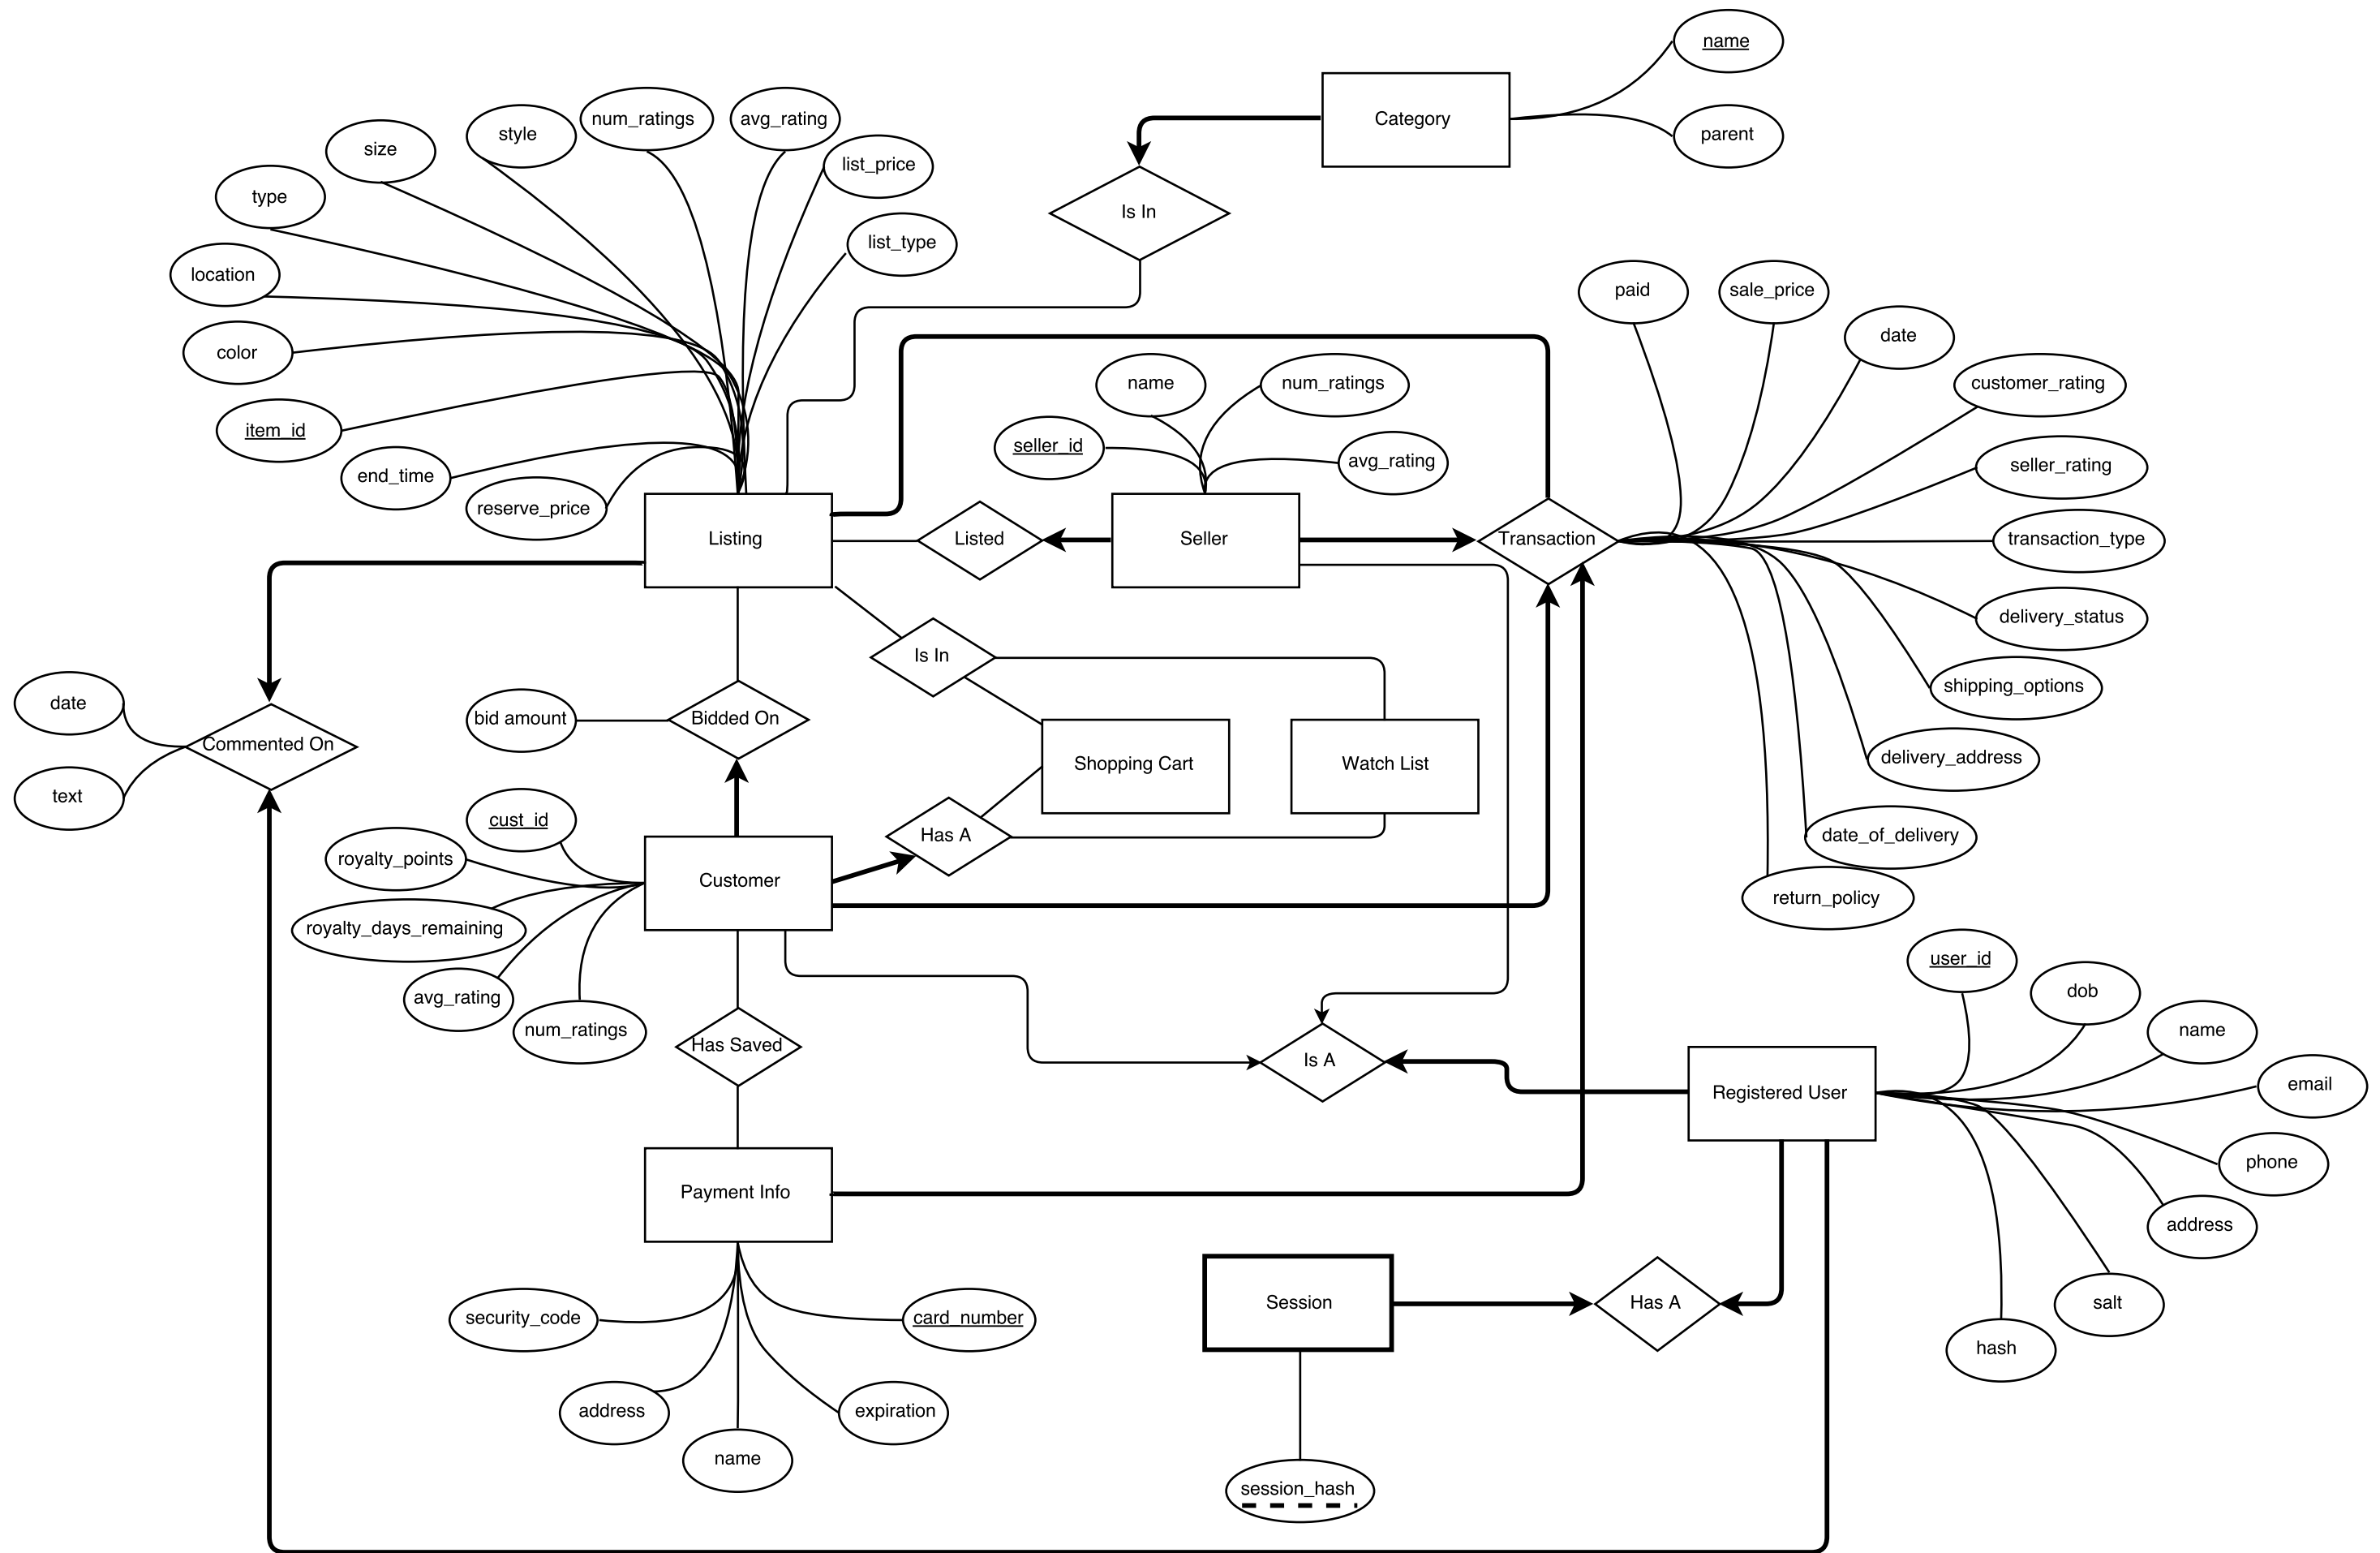 name
Category
parent
num_ratings
avg_rating
style
size
list_price
type
Is In
list_type
location
paid
sale_price
date
color
name
num_ratings
customer_rating
item_id
seller_id
avg_rating
seller_rating
end_time
reserve_price
Listing
Listed
Seller
Transaction
transaction_type
delivery_status
Is In
shipping_options
date
bid amount
Bidded On
Commented On
Shopping Cart
Watch List
delivery_address
text
cust_id
Has A
date_of_delivery
royalty_points
Customer
return_policy
royalty_days_remaining
user_id
avg_rating
dob
num_ratings
name
Has Saved
Is A
email
Registered User
phone
Payment Info
address
security_code
card_number
Session
Has A
salt
hash
address
expiration
name
session_hash